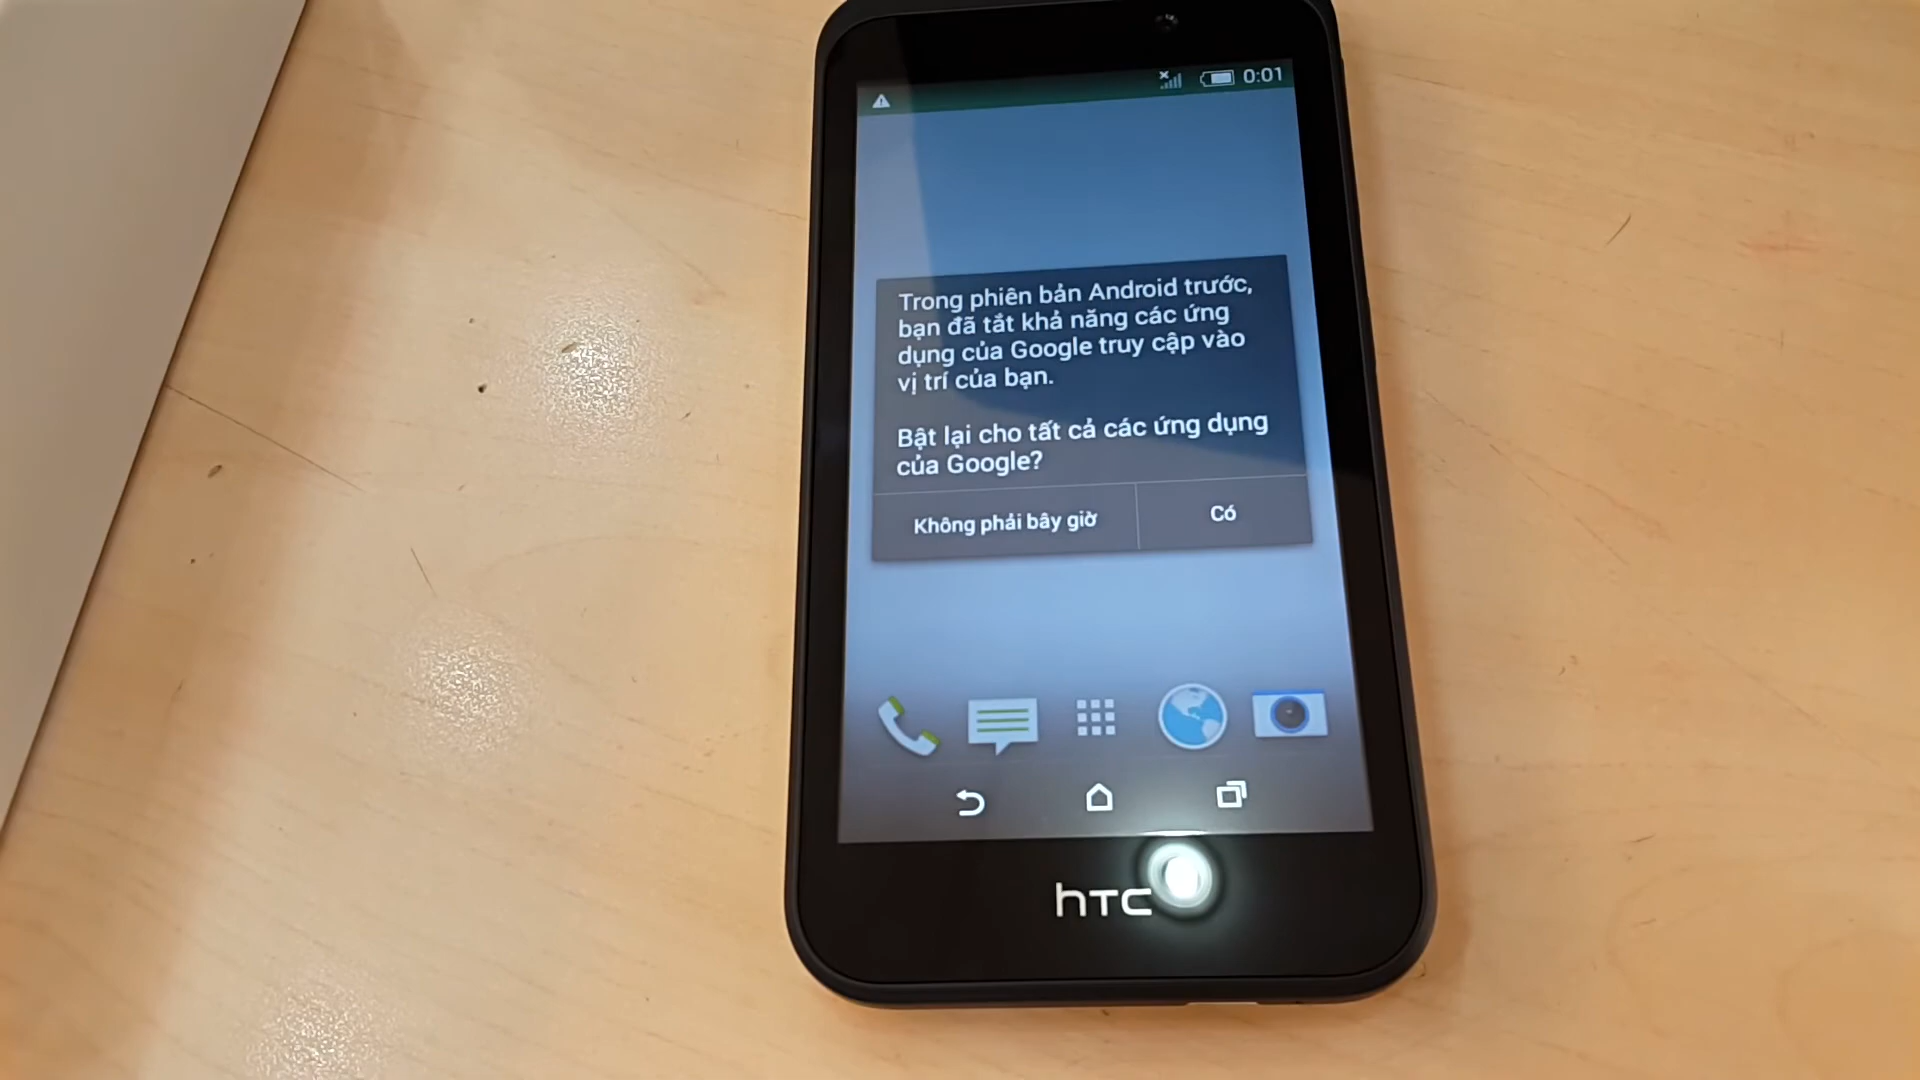 0:01
Trong phiên bản Android trước,
bạn đã tắt khả năng các ứng
dụng của Google truy cập vào
vị trí của bạn.
Bật lại cho tất cả các ứng dụng
của Google?
Không phải bây giờ
Có
hTC